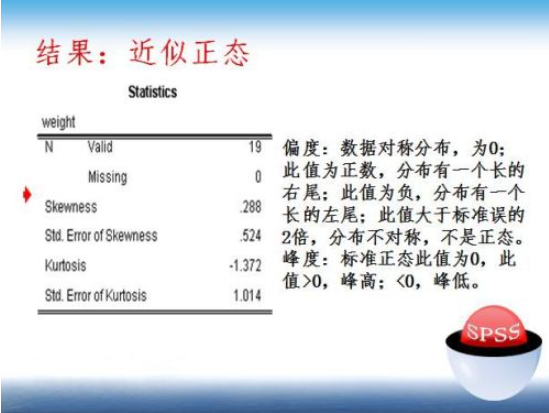 结果：近似正态
Statistics
weight
N Valid 19
Missing 0
Skewness .288
Std. Error of Skewness .524
Kurtosis -1.372
Std. Error of Kurtosis 1.014
偏度：数据对称分布，为0；
此值为正数，分布有一个长的
右尾；此值为负，分布有一个
长的左尾；此值大于标准误的
2倍，分布不对称，不是正态。
峰度：标准正态此值为0，此
值>0，峰高；<0，峰低。
SPSS